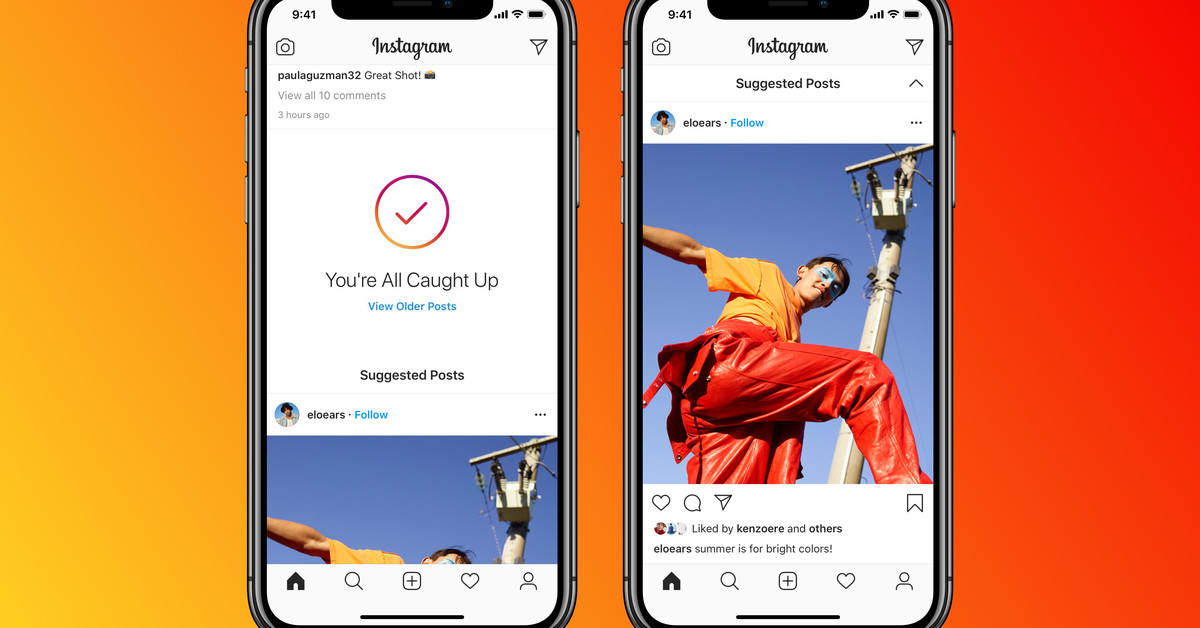 9:41
Instagram
paulaguzman32 Great Shot! 📸
View all 10 comments
3 hours ago
You're All Caught Up
View Older Posts
Suggested Posts
eloears · Follow
9:41
Instagram
Suggested Posts
eloears · Follow
Liked by kenzoere and others
eloears summer is for bright colors!